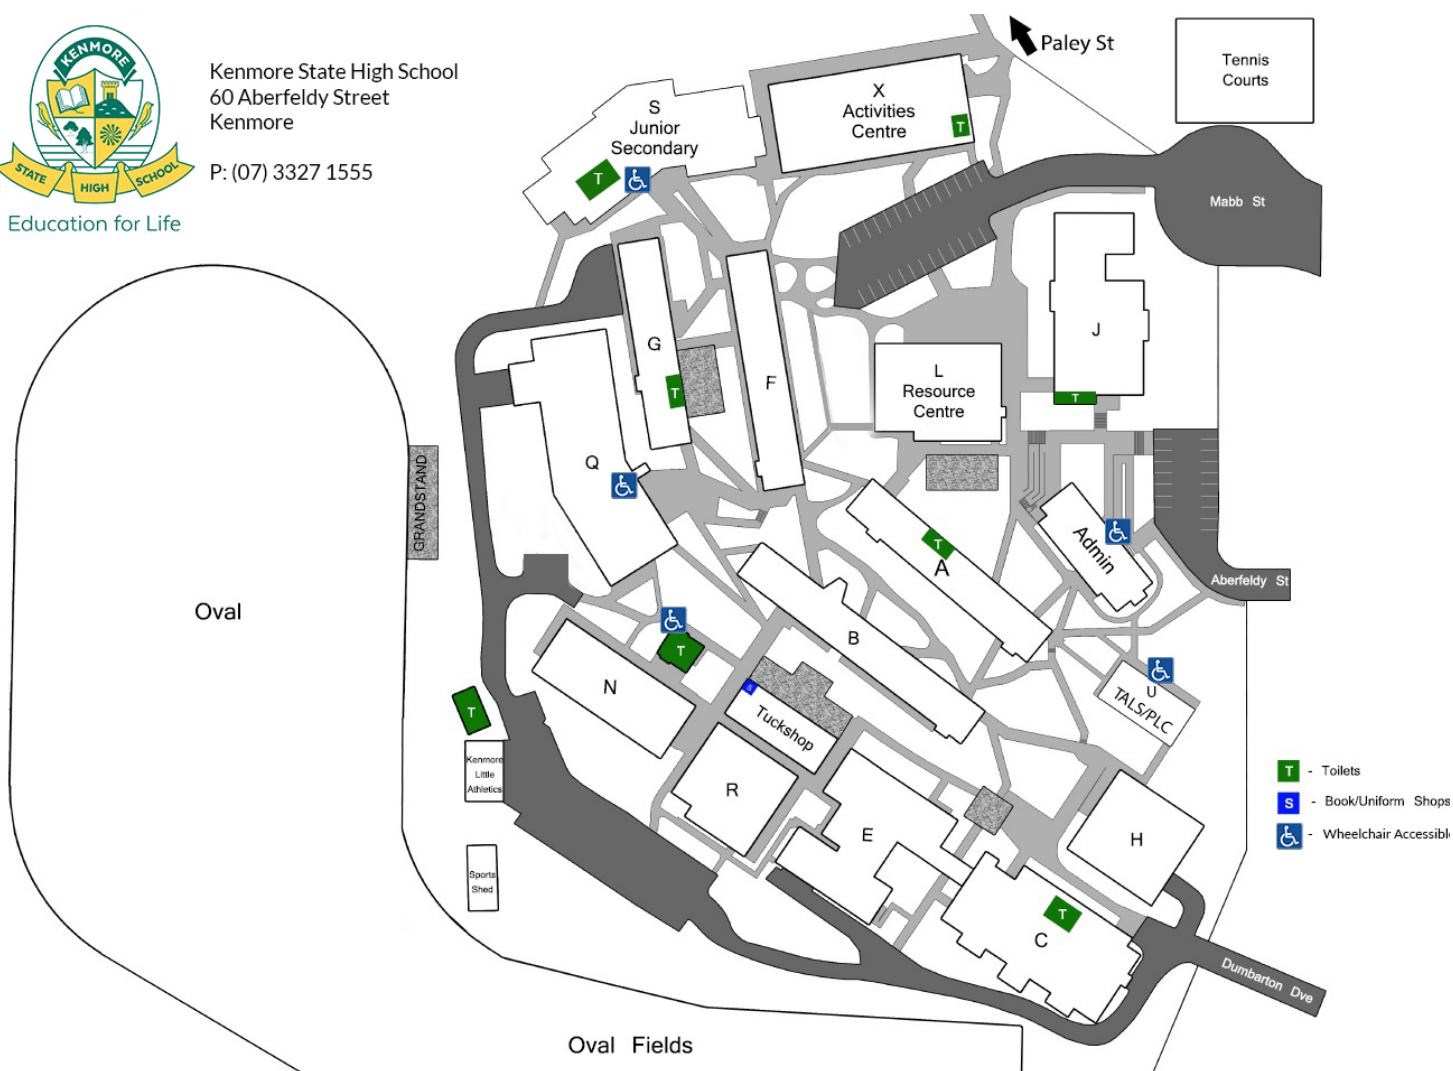 KENMORE
STATE HIGH SCHOOL
Education for Life
Kenmore State High School
60 Aberfeldy Street
Kenmore
P: (07) 3327 1555
Paley St
Tennis
Courts
X
Activities
Centre
T
S
Junior
Secondary
T
Mabb St
G
T
F
J
T
L
Resource
Centre
Q
GRANDSTAND
Oval
A
T
Admin
Aberfeldy St
B
T
N
S
Tuckshop
U
TALS/PLC
T
Kenmore
Little
Athletics
R
E
H
Sports
Shed
C
T
Dumbarton Dve
Oval Fields
T - Toilets
S - Book/Uniform Shops
- Wheelchair Accessible